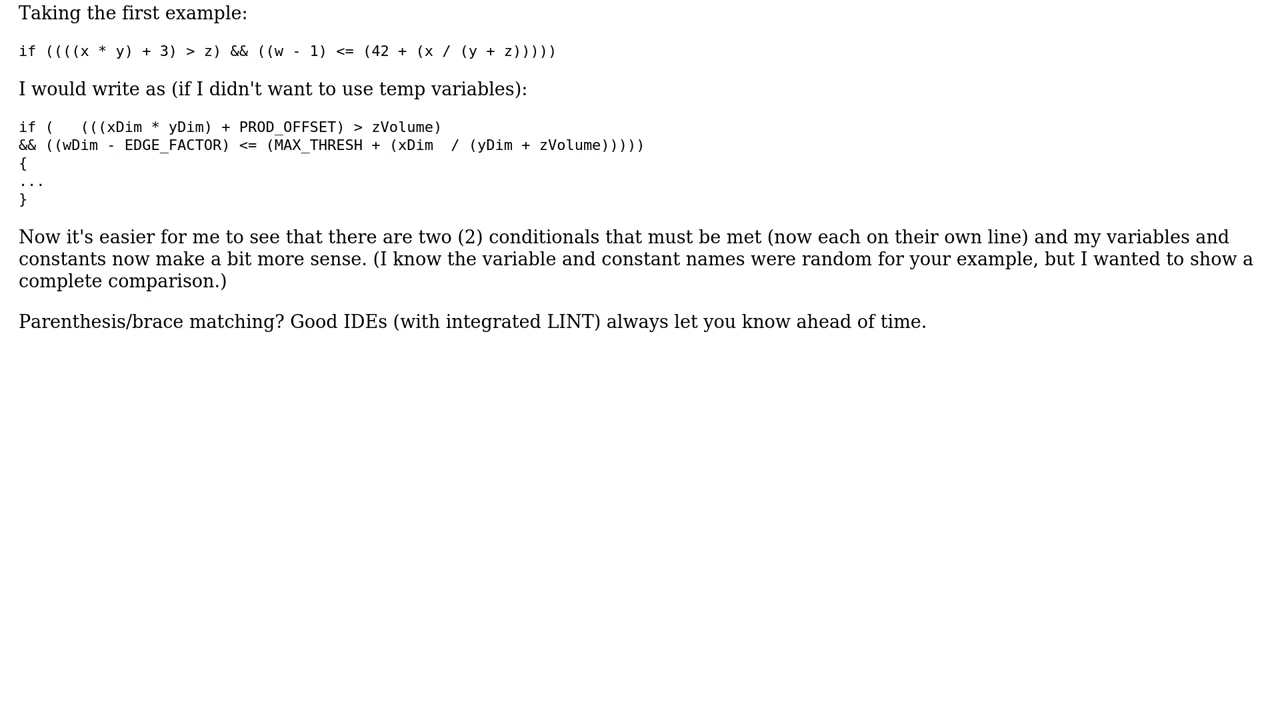 Taking the first example:
if ((((x * y) + 3) > z) && ((w - 1) <= (42 + (x / (y + z)))))
I would write as (if I didn't want to use temp variables):
if (   (((xDim * yDim) + PROD_OFFSET) > zVolume)
&& ((wDim - EDGE_FACTOR) <= (MAX_THRESH + (xDim  / (yDim + zVolume)))))
{
...
}
Now it's easier for me to see that there are two (2) conditionals that must be met (now each on their own line) and my variables and
constants now make a bit more sense. (I know the variable and constant names were random for your example, but I wanted to show a
complete comparison.)
Parenthesis/brace matching? Good IDEs (with integrated LINT) always let you know ahead of time.